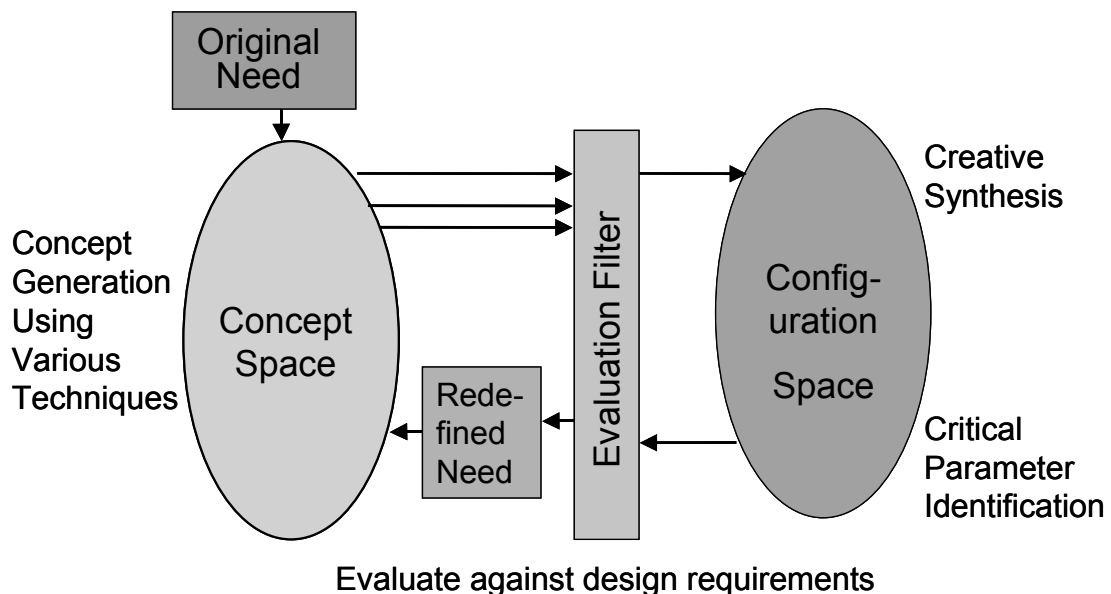 Original
Need
Creative
Synthesis
Concept
Generation
Using
Various
Techniques
Concept
Space
Evaluation Filter
Config-
uration
Space
Rede-
fined
Need
Critical
Parameter
Identification
Evaluate against design requirements